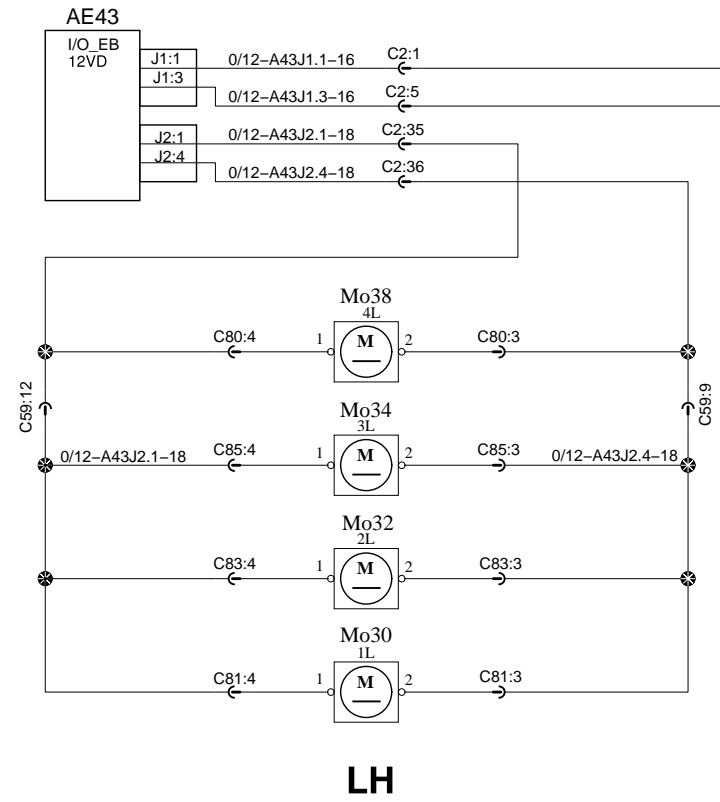 AE43
I/O_EB
12VD
J1:1
0/12–A43J1.1–16
C2:1
J1:3
0/12–A43J1.3–16
C2:5
J2:1
0/12–A43J2.1–18
C2:35
J2:4
0/12–A43J2.4–18
C2:36
Mo38
4L
C80:4
1
M
2
C80:3
C59:12
C59:9
Mo34
3L
0/12–A43J2.1–18
C85:4
1
M
2
C85:3
0/12–A43J2.4–18
Mo32
2L
C83:4
1
M
2
C83:3
Mo30
1L
C81:4
1
M
2
C81:3
LH